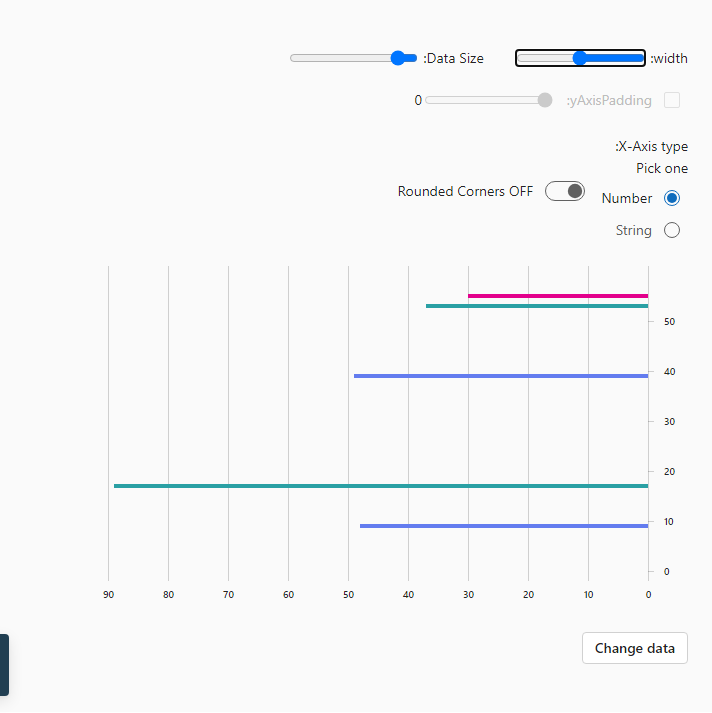 :width
:Data Size
:yAxisPadding
0
:X-Axis type
Pick one
Number
String
Rounded Corners OFF
50
40
30
20
10
0
90 80 70 60 50 40 30 20 10 0
Change data